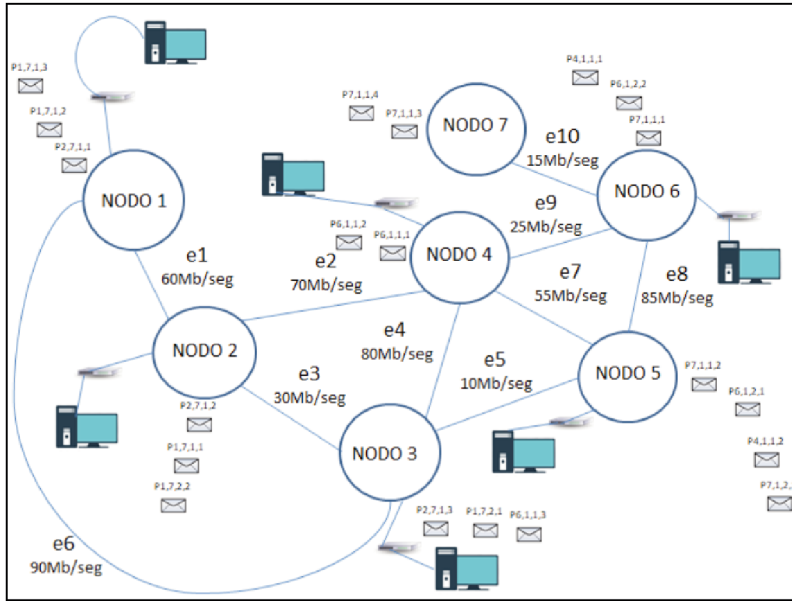 P1,7,1,3
P1,7,1,2
P2,7,1,1
NODO 1
P7,1,1,4
P7,1,1,3
NODO 7
P4,1,1,1
P6,1,2,2
P7,1,1,1
e10
15Mb/seg
NODO 6
e9
25Mb/seg
P6,1,1,2
P6,1,1,1
NODO 4
e1
60Mb/seg
e2
70Mb/seg
e7
55Mb/seg
e8
85Mb/seg
NODO 2
e4
80Mb/seg
e3
30Mb/seg
e5
10Mb/seg
NODO 5
P7,1,1,2
P6,1,2,1
P4,1,1,2
P7,1,2,
P2,7,1,2
P1,7,1,1
P1,7,2,2
NODO 3
P2,7,1,3
P1,7,2,1
P6,1,1,3
e6
90Mb/seg